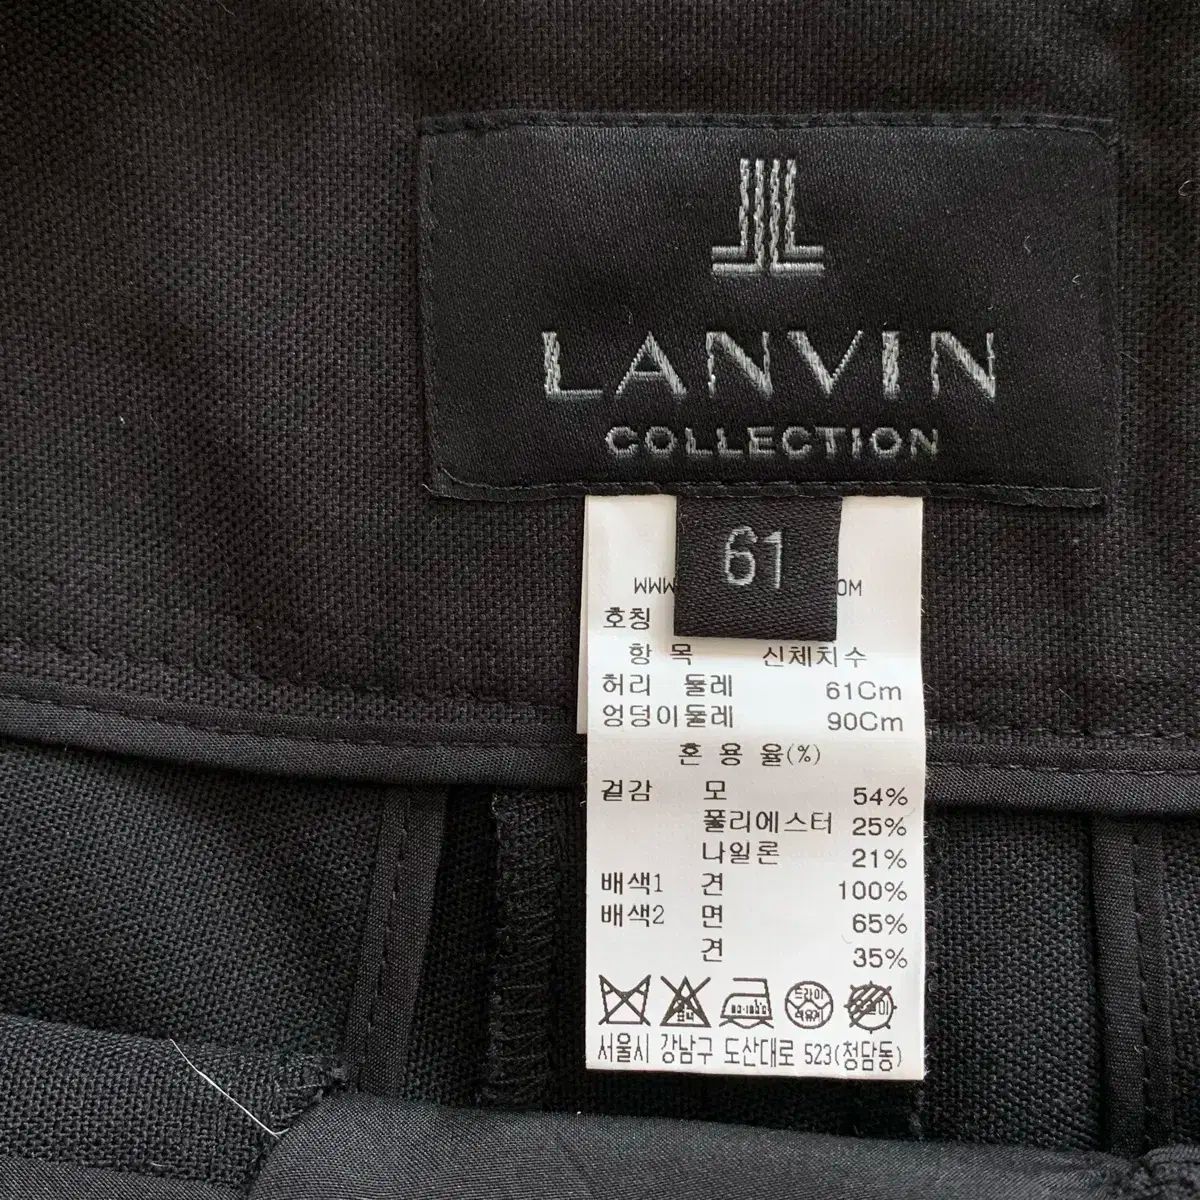 LANVIN
COLLECTION
61
호칭
항 목 신체치수
허리 둘레 61Cm
엉덩이둘레 90Cm
혼 용 율(%)
겉감 모 54%
폴리에스터 25%
나일론 21%
배색1 견 100%
배색2 면 65%
견 35%
드라이
서울시 강남구 도산대로 523(청담동)